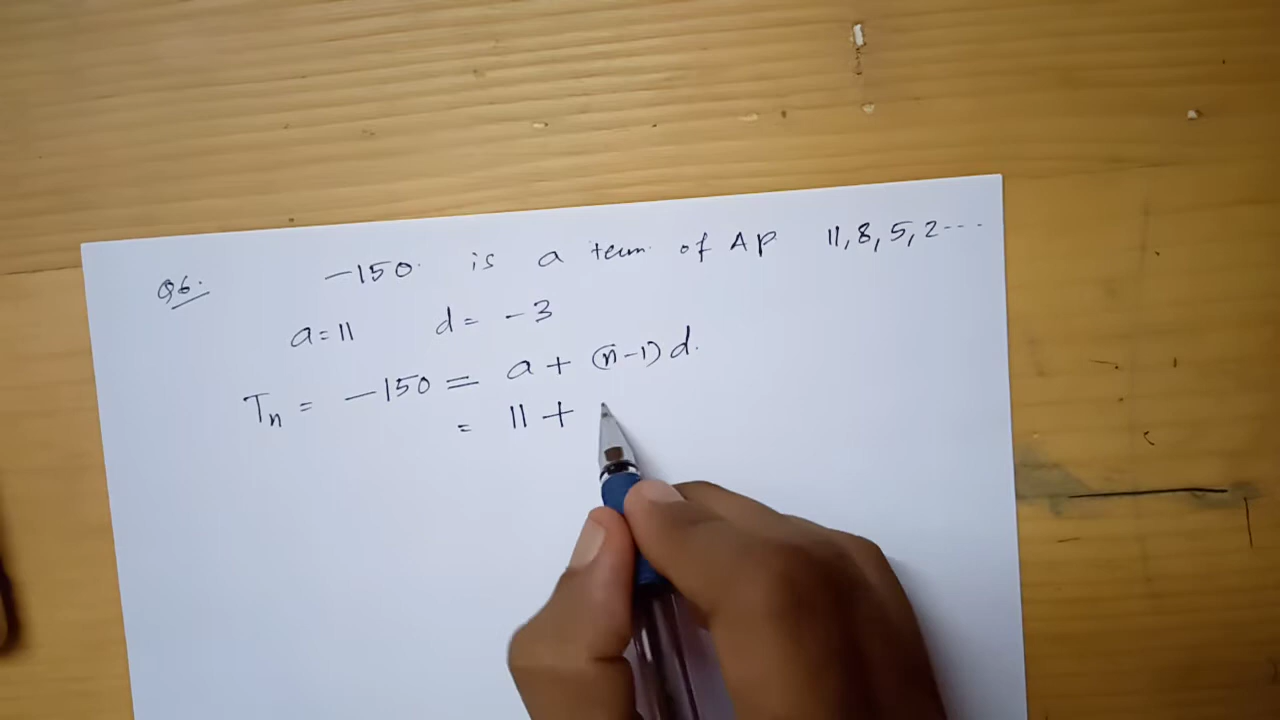 Q6. -150 is a term of AP 11, 8, 5, 2 ---
a = 11 d = -3
Tn = -150 = a + (n-1) d.
= 11 +